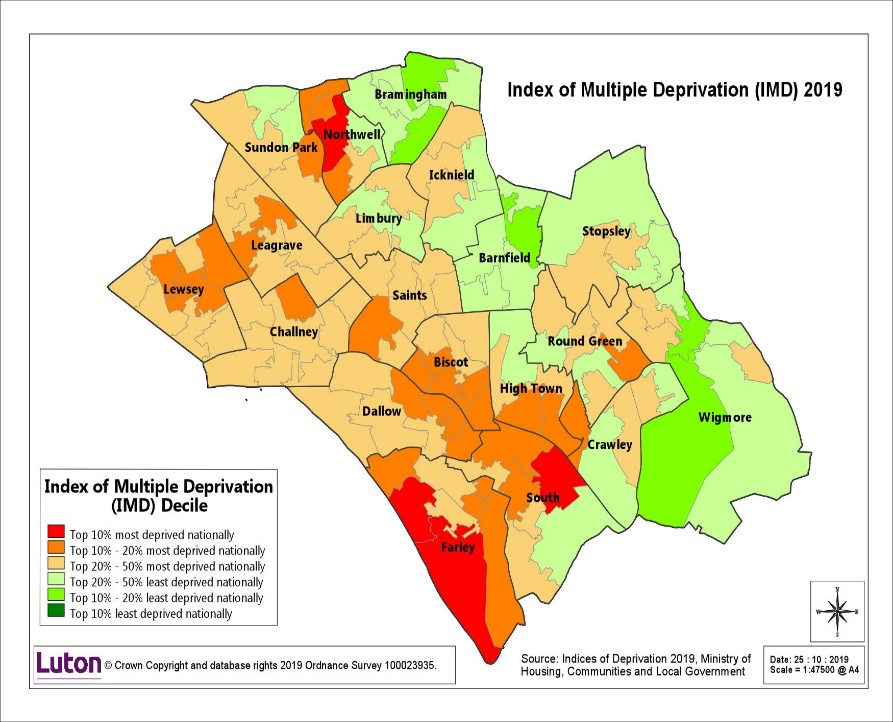 Index of Multiple Deprivation (IMD) 2019
Bramingham
Northwell
Sundon Park
Icknield
Limbury
Stopsley
Leagrave
Barnfield
Lewsey
Saints
Challney
Round Green
Biscot
High Town
Dallow
Wigmore
Crawley
South
Farley
Index of Multiple Deprivation
(IMD) Decile
Top 10% most deprived nationally
Top 10% - 20% most deprived nationally
Top 20% - 50% most deprived nationally
Top 20% - 50% least deprived nationally
Top 10% - 20% least deprived nationally
Top 10% least deprived nationally
N
W E
S
Luton © Crown Copyright and database rights 2019 Ordnance Survey 100023935.
Source: Indices of Deprivation 2019, Ministry of
Housing, Communities and Local Government
Date: 25 : 10 : 2019
Scale = 1:47500 @ A4